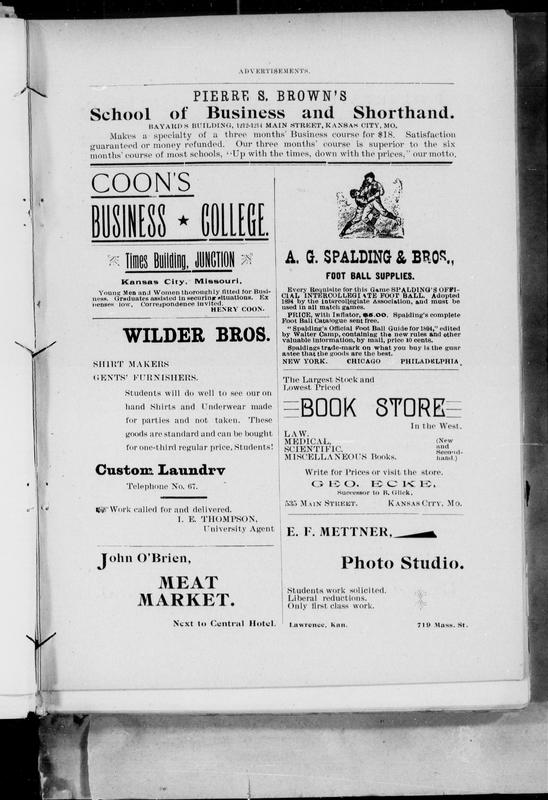 ADVERTISEMENTS.
PIERRE S. BROWN'S
School of Business and Shorthand.
BAYARD'S BUILDING, 1212-1214 MAIN STREET, KANSAS CITY, MO.
Makes a specialty of a three months' Business course for $18. Satisfaction
guaranteed or money refunded. Our three months' course is superior to the six
months' course of most schools, "Up with the times, down with the prices," our motto.
COON'S
BUSINESS ★ COLLEGE.
Times Building, JUNCTION
Kansas City, Missouri.
Young Men and Women thoroughly fitted for Busi-
ness. Graduates assisted in securing situations. Ex
penses low, Correspondence invited.
HENRY COON.
WILDER BROS.
SHIRT MAKERS
GENTS' FURNISHERS.
Students will do well to see our on
hand Shirts and Underwear made
for parties and not taken. These
goods are standard and can be bought
for one-third regular price, Students!
Custom Laundry
Telephone No. 67.
☞ Work called for and delivered.
I. E. THOMPSON,
University Agent
John O'Brien,
MEAT
MARKET.
Next to Central Hotel.
A. G. SPALDING & BROS.,
FOOT BALL SUPPLIES.
Every Requisite for this Game SPALDING'S OFFI-
CIAL INTERCOLLEGIATE FOOT BALL. Adopted
1894 by the Intercollegiate Association, and must be
used in all match games.
PRICE, with Inflator, $5.00. Spalding's complete
Foot Ball Catalogue sent free.
"Spalding's Official Foot Ball Guide for 1894," edited
by Walter Camp, containing the new rules and other
valuable information, by mail, price 10 cents.
Spaldings trade-mark on what you buy is the guar
antee that the goods are the best.
NEW YORK. CHICAGO PHILADELPHIA.
The Largest Stock and
Lowest Priced
BOOK STORE
In the West.
LAW,
MEDICAL,
SCIENTIFIC.
MISCELLANEOUS Books.
(New
and
Second-
hand.)
Write for Prices or visit the store.
GEO. ECKE,
Successor to B. Glick.
535 MAIN STREET. KANSAS CITY, MO.
E. F. METTNER,
Photo Studio.
Students work solicited.
Liberal reductions.
Only first class work.
Lawrence, Kan. 719 Mass. St.